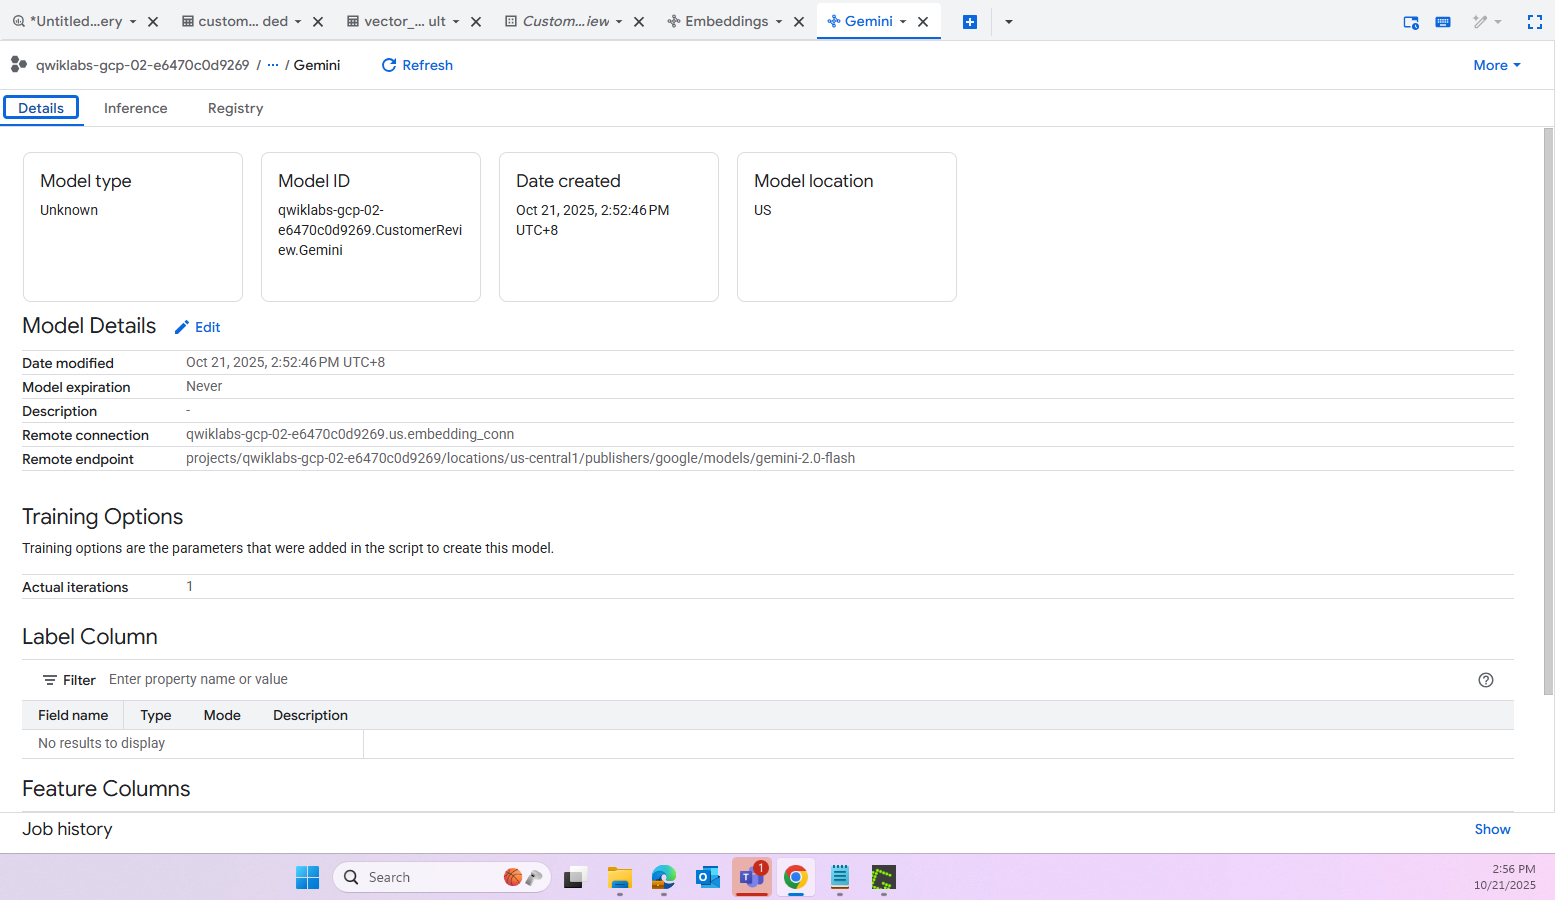 *Untitled...ery
custom... ded
vector_... ult
Custom...iew
Embeddings
Gemini
qwiklabs-gcp-02-e6470c0d9269 / ··· / Gemini
Refresh
More
Details
Inference
Registry
Model type
Unknown
Model ID
qwiklabs-gcp-02-
e6470c0d9269.CustomerRevi
ew.Gemini
Date created
Oct 21, 2025, 2:52:46 PM
UTC+8
Model location
US
Model Details
Edit
Date modified Oct 21, 2025, 2:52:46 PM UTC+8
Model expiration Never
Description -
Remote connection qwiklabs-gcp-02-e6470c0d9269.us.embedding_conn
Remote endpoint projects/qwiklabs-gcp-02-e6470c0d9269/locations/us-central1/publishers/google/models/gemini-2.0-flash
Training Options
Training options are the parameters that were added in the script to create this model.
Actual iterations 1
Label Column
Filter Enter property name or value
Field name Type Mode Description
No results to display
Feature Columns
Job history
Show
Search
1
2:56 PM
10/21/2025